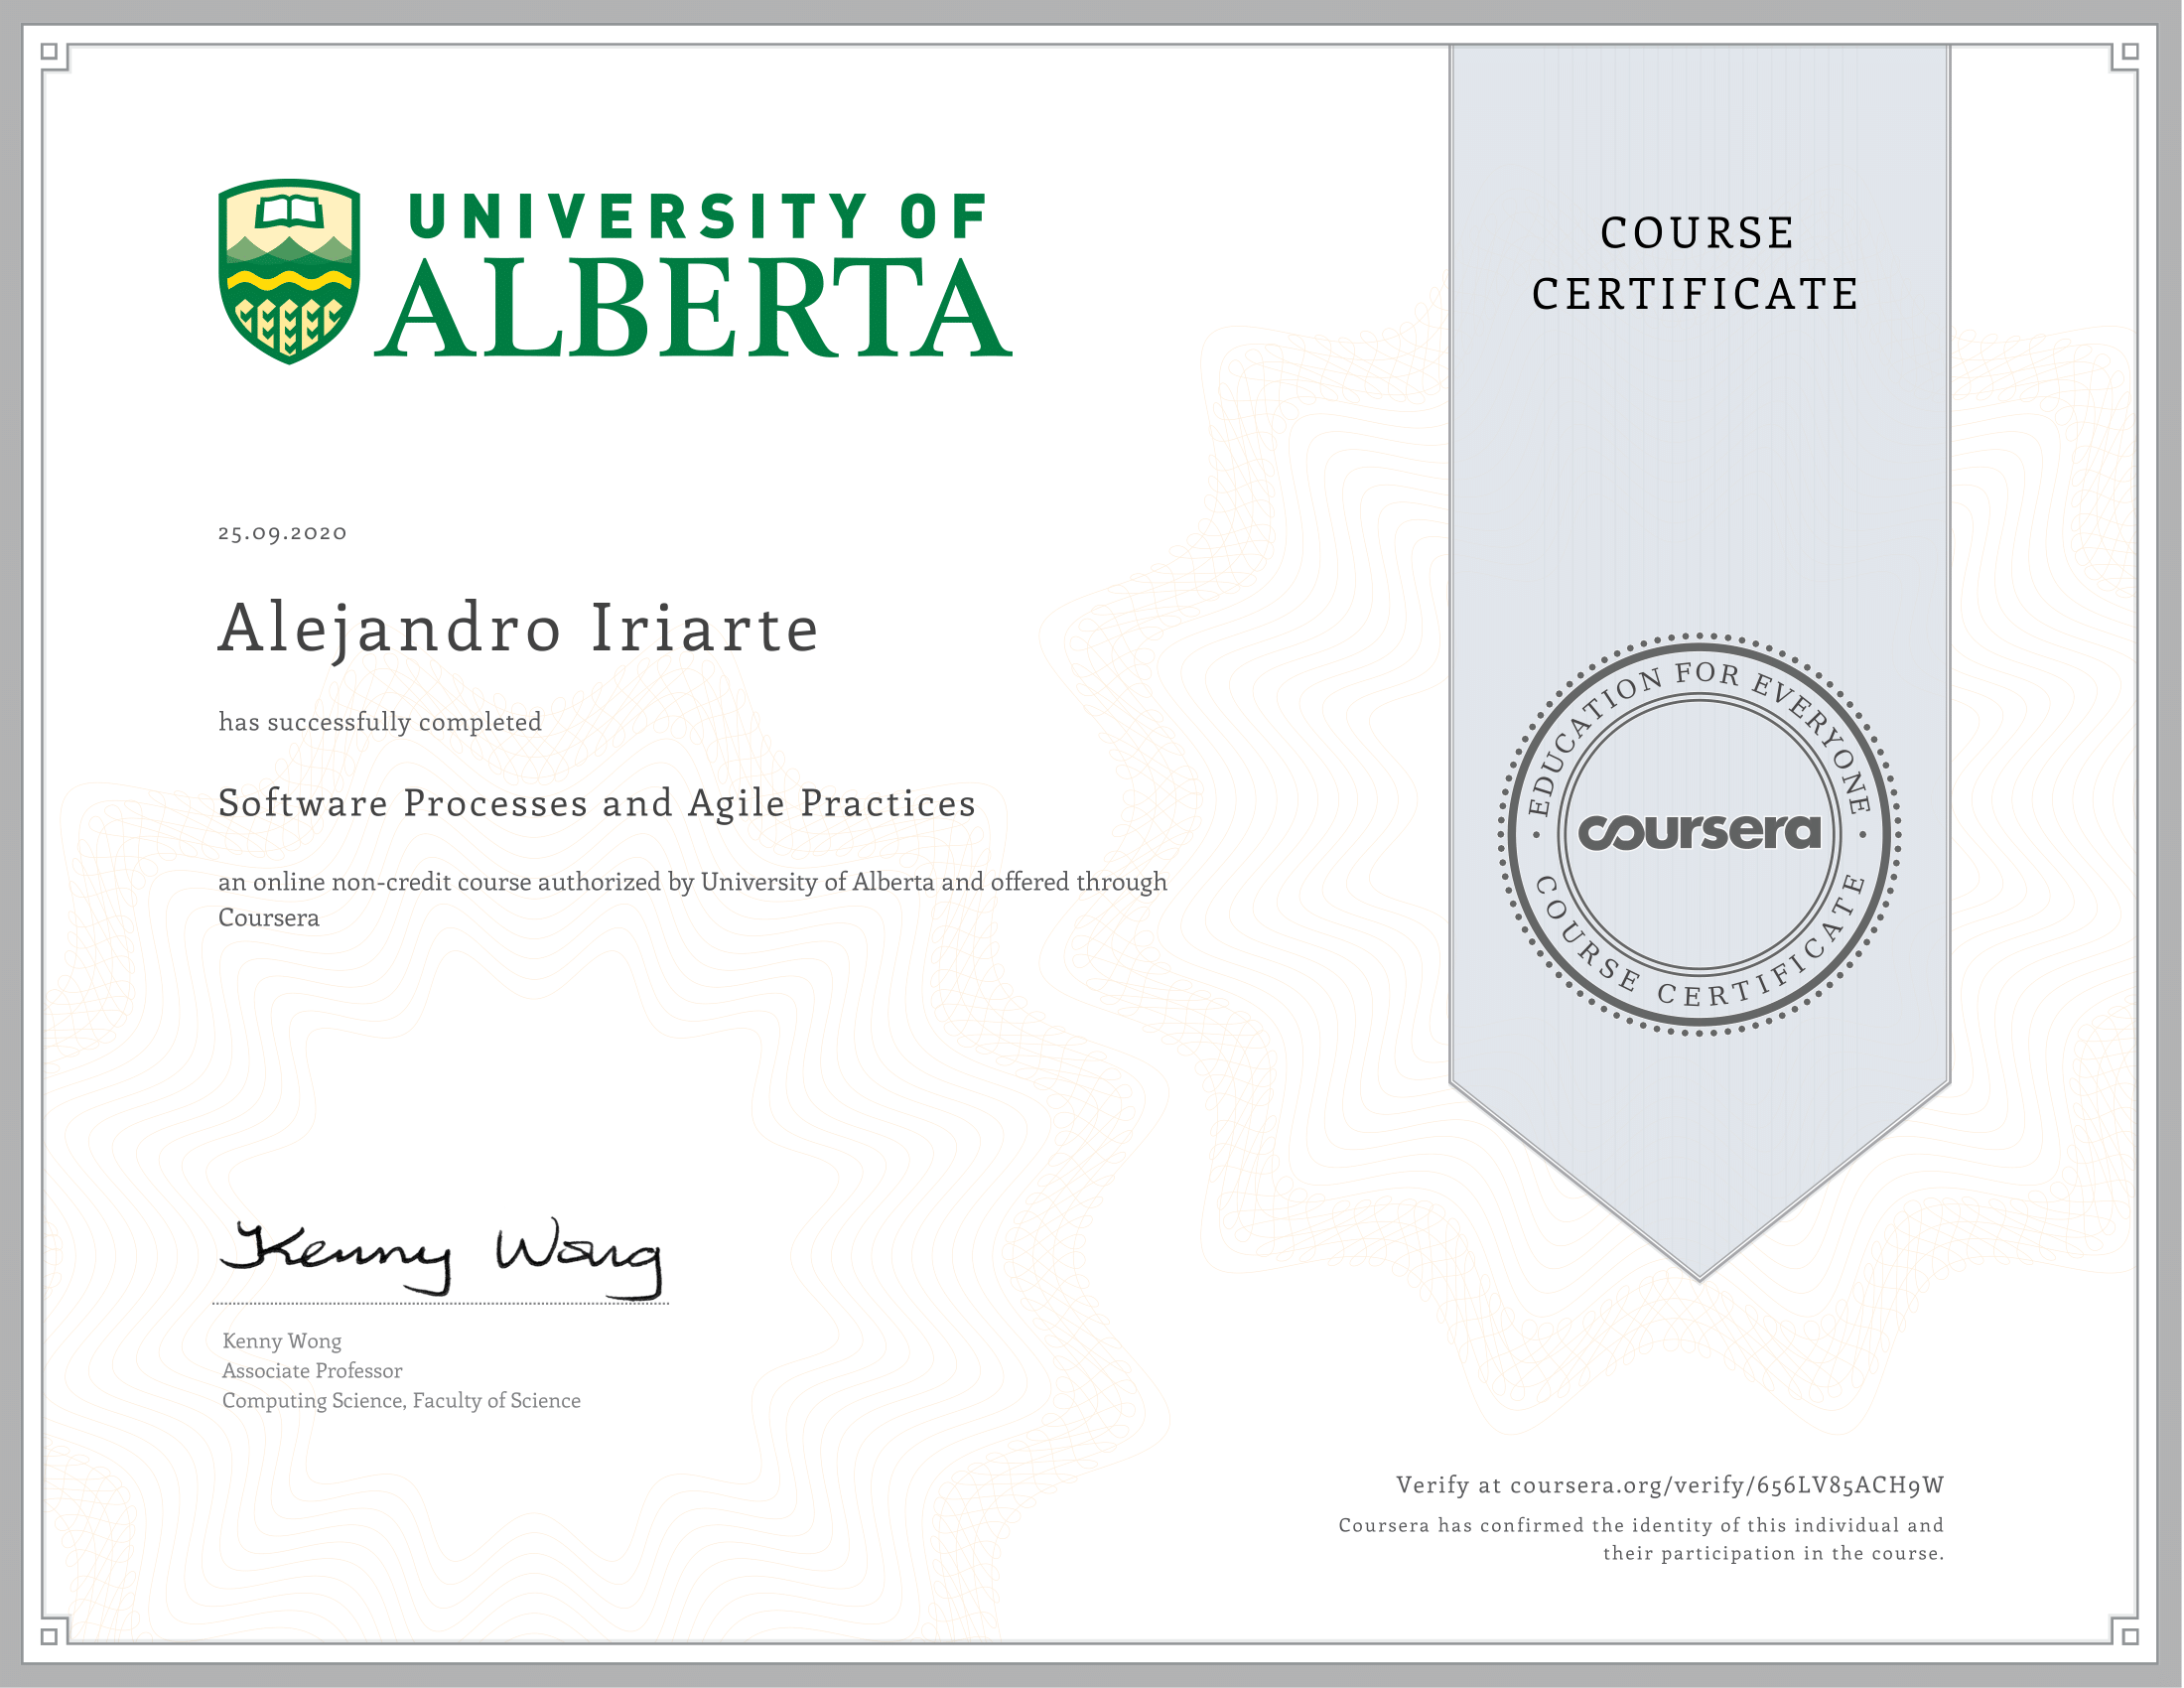 UNIVERSITY OF
ALBERTA
COURSE
CERTIFICATE
25.09.2020
Alejandro Iriarte
has successfully completed
Software Processes and Agile Practices
an online non-credit course authorized by University of Alberta and offered through
Coursera
EDUCATION FOR EVERYONE
coursera
COURSE CERTIFICATE
Kenny Wong
Kenny Wong
Associate Professor
Computing Science, Faculty of Science
Verify at coursera.org/verify/656LV85ACH9W
Coursera has confirmed the identity of this individual and
their participation in the course.